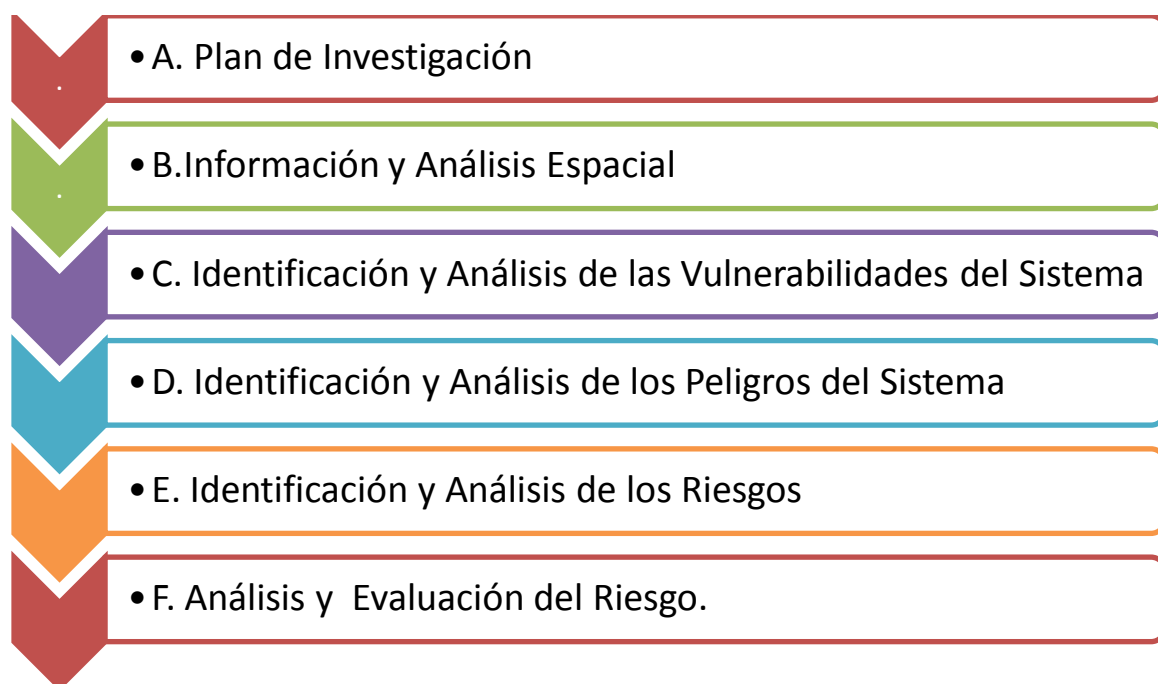 •A. Plan de Investigación
•B.Información y Análisis Espacial
•C. Identificación y Análisis de las Vulnerabilidades del Sistema
•D. Identificación y Análisis de los Peligros del Sistema
•E. Identificación y Análisis de los Riesgos
•F. Análisis y Evaluación del Riesgo.